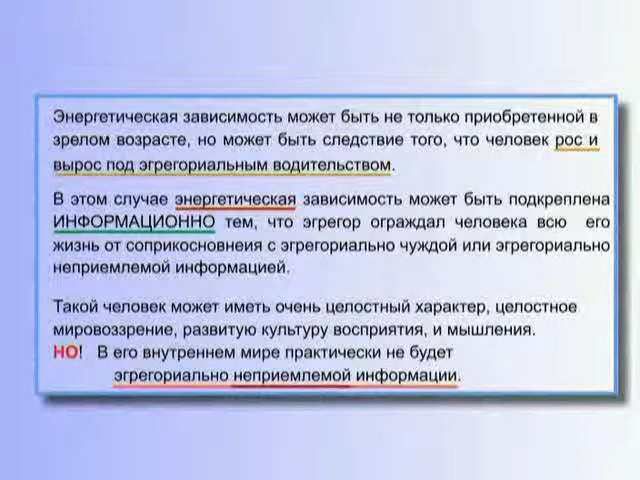 Энергетическая зависимость может быть не только приобретенной в
зрелом возрасте, но может быть следствие того, что человек рос и
вырос под эгрегориальным водительством.
В этом случае энергетическая зависимость может быть подкреплена
ИНФОРМАЦИОННО тем, что эгрегор ограждал человека всю его
жизнь от соприкосновнеия с эгрегориально чуждой или эгрегориально
неприемлемой информацией.
Такой человек может иметь очень целостный характер, целостное
мировоззрение, развитую культуру восприятия, и мышления.
НО! В его внутреннем мире практически не будет
эгрегориально неприемлемой информации.